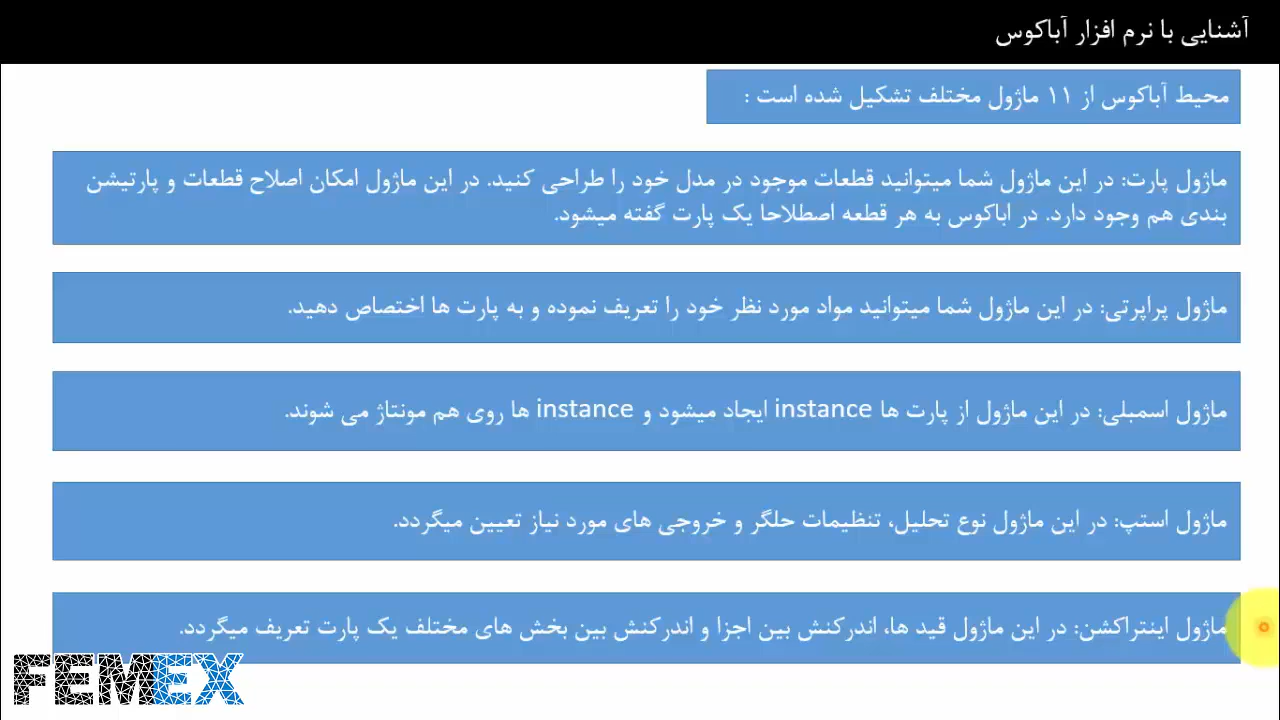 آشنایی با نرم افزار آباکوس
محیط آباکوس از ۱۱ ماژول مختلف تشکیل شده است :
ماژول پارت: در این ماژول شما میتوانید قطعات موجود در مدل خود را طراحی کنید. در این ماژول امکان اصلاح قطعات و پارتیشن
بندی هم وجود دارد. در اباکوس به هر قطعه اصطلاحا یک پارت گفته میشود.
ماژول پراپرتی: در این ماژول شما میتوانید مواد مورد نظر خود را تعریف نموده و به پارت ها اختصاص دهید.
ماژول اسمبلی: در این ماژول از پارت ها instance ایجاد میشود و instance ها روی هم مونتاژ می شوند.
ماژول استپ: در این ماژول نوع تحلیل، تنظیمات حلگر و خروجی های مورد نیاز تعیین میگردد.
ماژول اینتراکشن: در این ماژول قید ها، اندرکنش بین اجزا و اندرکنش بین بخش های مختلف یک پارت تعریف میگردد.
FEMEX